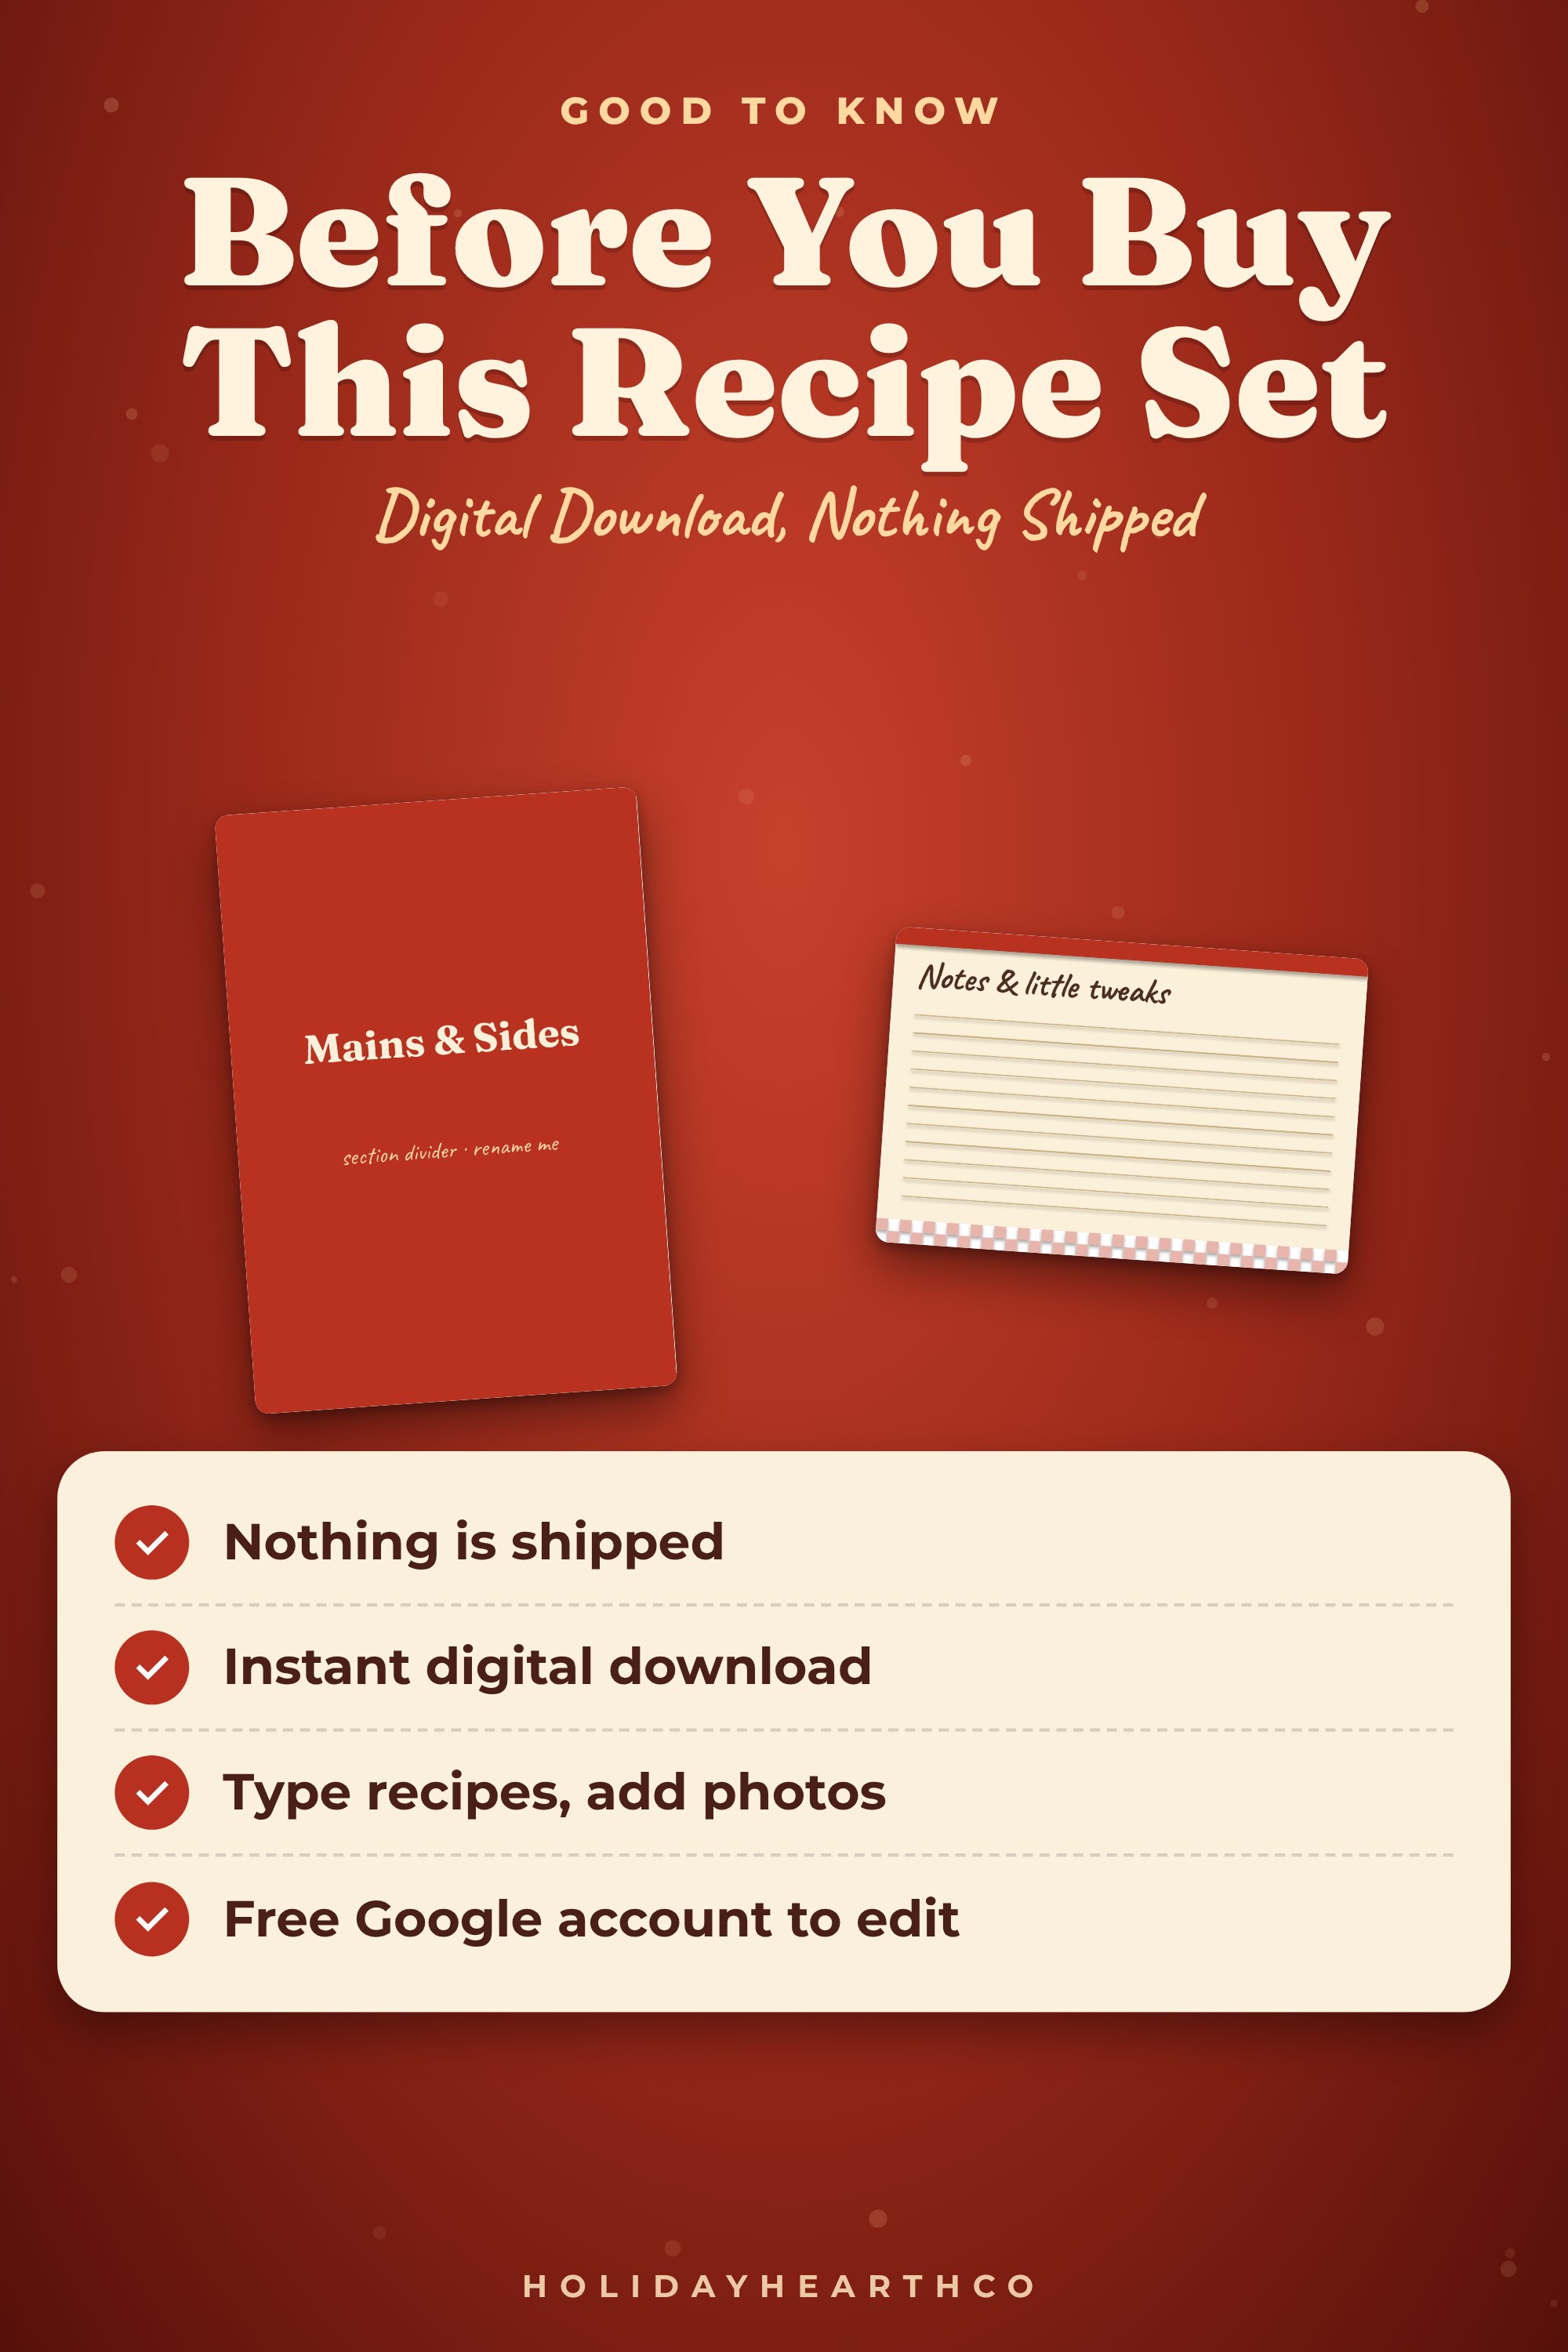 GOOD TO KNOW
Before You Buy
This Recipe Set
Digital Download, Nothing Shipped
Mains & Sides
section divider · rename me
Notes & little tweaks
Nothing is shipped
Instant digital download
Type recipes, add photos
Free Google account to edit
HOLIDAYHEARTHCO